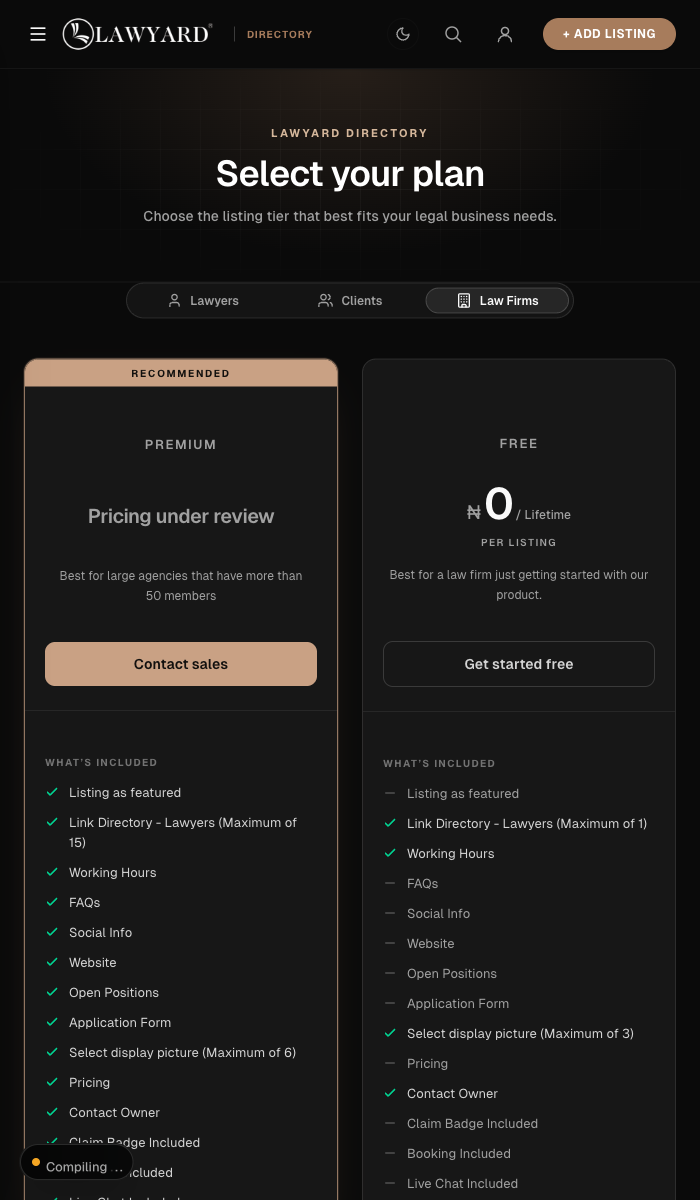 LAWYARD®
DIRECTORY
+ ADD LISTING
LAWYARD DIRECTORY
Select your plan
Choose the listing tier that best fits your legal business needs.
Lawyers
Clients
Law Firms
RECOMMENDED
PREMIUM
Pricing under review
Best for large agencies that have more than
50 members
Contact sales
WHAT'S INCLUDED
Listing as featured
Link Directory - Lawyers (Maximum of
15)
Working Hours
FAQs
Social Info
Website
Open Positions
Application Form
Select display picture (Maximum of 6)
Pricing
Contact Owner
Claim Badge Included
Included
FREE
₦0 / Lifetime
PER LISTING
Best for a law firm just getting started with our
product.
Get started free
WHAT'S INCLUDED
Listing as featured
Link Directory - Lawyers (Maximum of 1)
Working Hours
FAQs
Social Info
Website
Open Positions
Application Form
Select display picture (Maximum of 3)
Pricing
Contact Owner
Claim Badge Included
Booking Included
Live Chat Included
Compiling ...